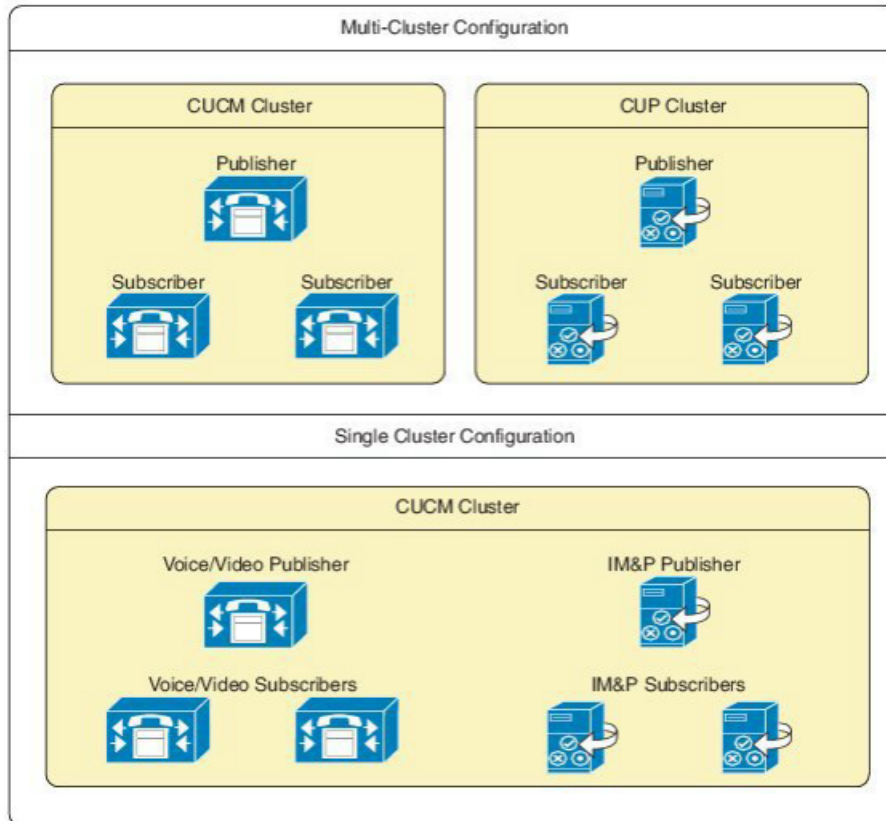 Multi-Cluster Configuration
CUCM Cluster
CUP Cluster
Publisher
Publisher
Subscriber
Subscriber
Subscriber
Subscriber
Single Cluster Configuration
CUCM Cluster
Voice/Video Publisher
IM&P Publisher
Voice/Video Subscribers
IM&P Subscribers